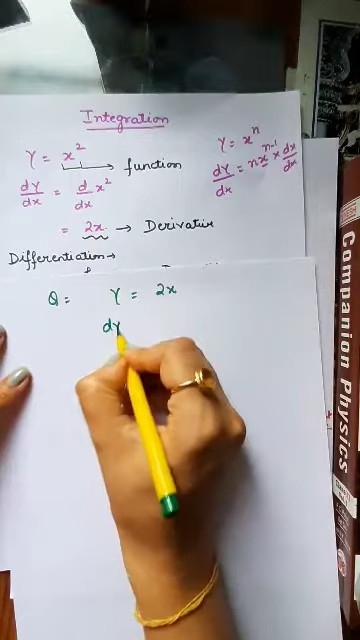 Integration
Y = x² → function
dY/dx = d/dx x²
= 2x → Derivative
Y = xⁿ
dY/dx = nxⁿ⁻¹ × dx/dx
Differentiation→
Q = Y = 2x
dY
Companion Physics